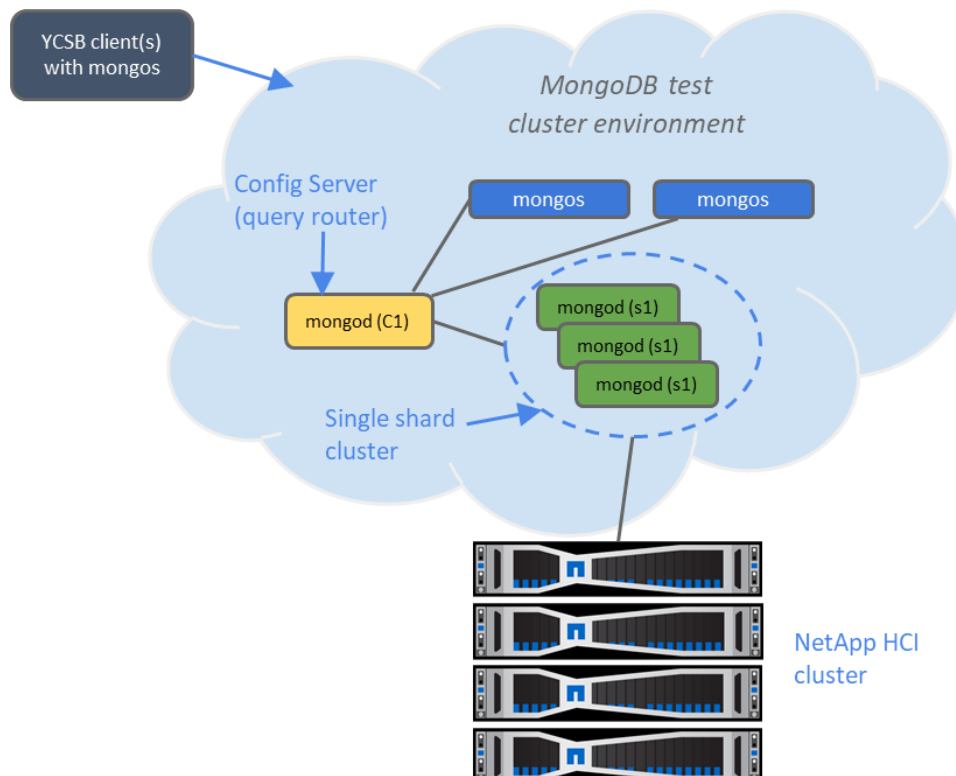 YCSB client(s)
with mongos
MongoDB test
cluster environment
Config Server
(query router)
mongos
mongos
mongod (C1)
mongod (s1)
mongod (s1)
mongod (s1)
Single shard
cluster
NetApp HCI
cluster